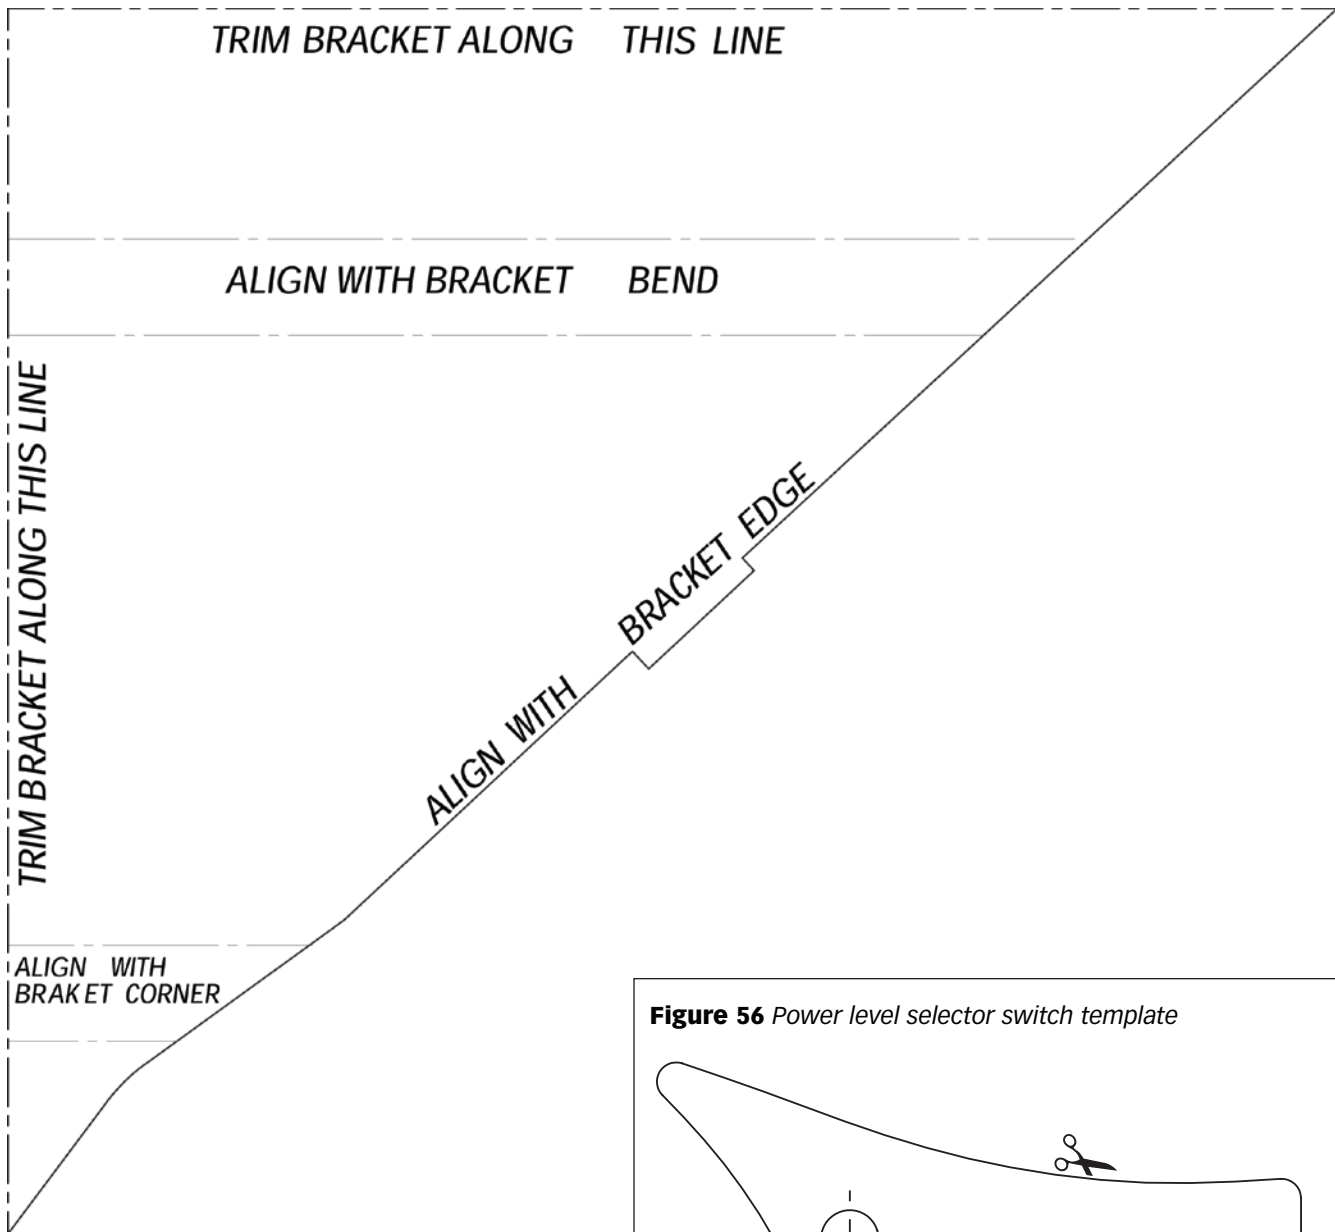 TRIM BRACKET ALONG THIS LINE
ALIGN WITH BRACKET BEND
TRIM BRACKET ALONG THIS LINE
ALIGN WITH BRACKET EDGE
ALIGN WITH
BRAKET CORNER
Figure 56 Power level selector switch template